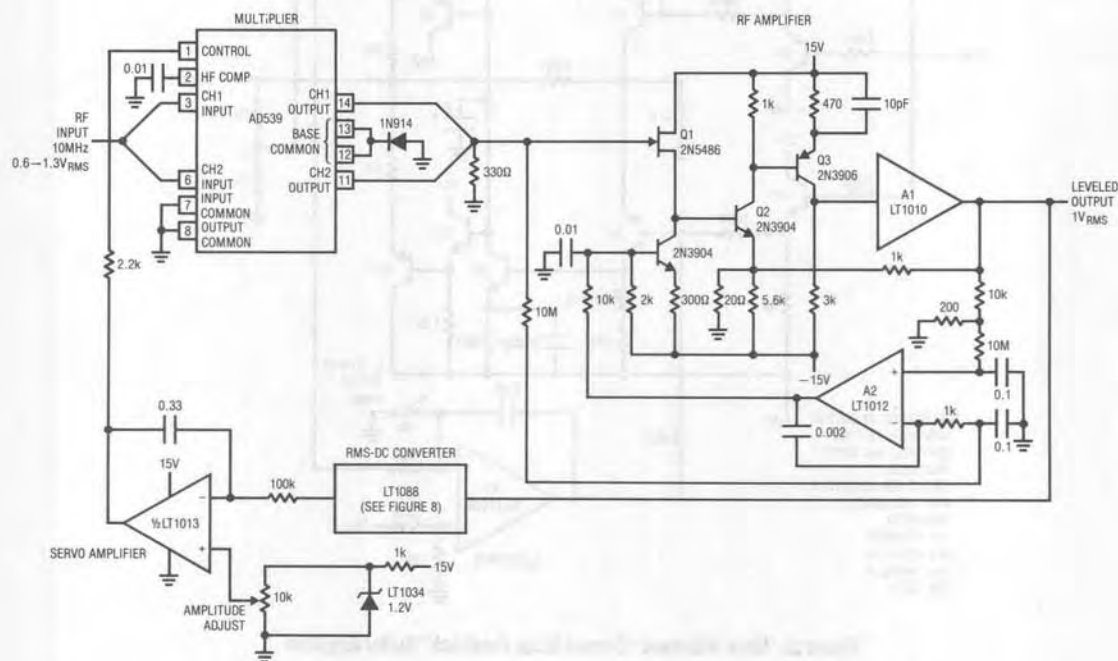 MULTIPLIER
RF AMPLIFIER
1 CONTROL
0.01
2 HF COMP
3 CH1 INPUT
RF INPUT 10MHz 0.6–1.3VRMS
AD539
CH1 OUTPUT 14
BASE COMMON 13
12
CH2 OUTPUT 11
6 CH2 INPUT
7 INPUT COMMON
8 OUTPUT COMMON
1N914
330Ω
2.2k
15V
1k
470
10pF
Q1 2N5486
Q3 2N3906
Q2 2N3904
2N3904
A1 LT1010
LEVELED OUTPUT 1VRMS
0.01
10M
10k
2k
300Ω
20Ω
5.6k
3k
1k
10k
200
10M
–15V
A2 LT1012
+
–
0.1
1k
0.1
0.002
0.33
15V
–
+
½ LT1013
SERVO AMPLIFIER
100k
RMS-DC CONVERTER
LT1088
(SEE FIGURE 8)
1k
15V
10k
AMPLITUDE ADJUST
LT1034
1.2V